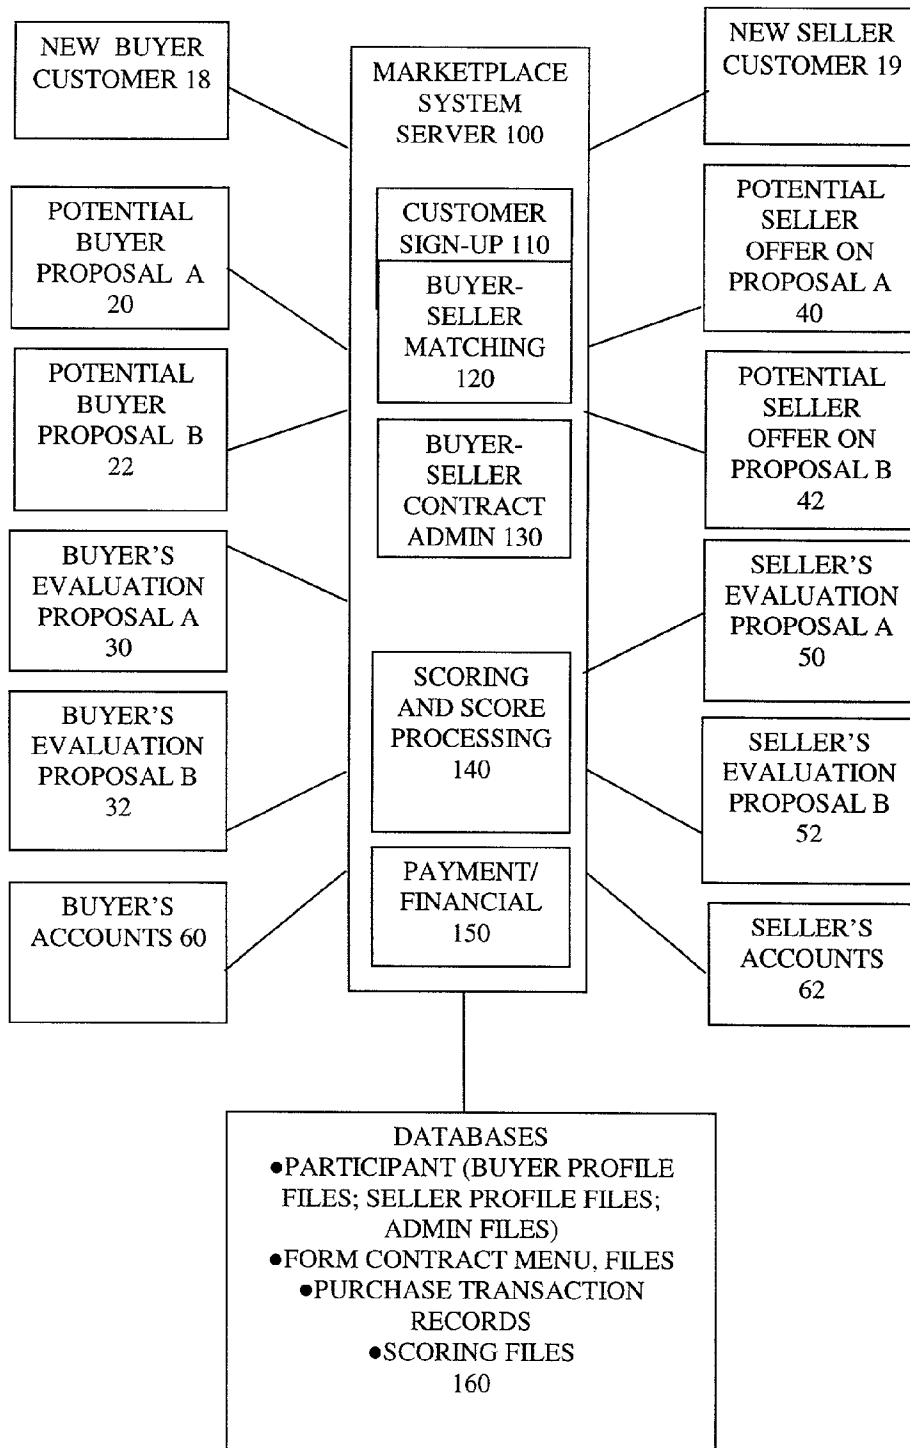 NEW BUYER
CUSTOMER 18
POTENTIAL
BUYER
PROPOSAL A
20
POTENTIAL
BUYER
PROPOSAL B
22
BUYER'S
EVALUATION
PROPOSAL A
30
BUYER'S
EVALUATION
PROPOSAL B
32
BUYER'S
ACCOUNTS 60
MARKETPLACE
SYSTEM
SERVER 100
CUSTOMER
SIGN-UP 110
BUYER-
SELLER
MATCHING
120
BUYER-
SELLER
CONTRACT
ADMIN 130
SCORING
AND SCORE
PROCESSING
140
PAYMENT/
FINANCIAL
150
NEW SELLER
CUSTOMER 19
POTENTIAL
SELLER
OFFER ON
PROPOSAL A
40
POTENTIAL
SELLER
OFFER ON
PROPOSAL B
42
SELLER'S
EVALUATION
PROPOSAL A
50
SELLER'S
EVALUATION
PROPOSAL B
52
SELLER'S
ACCOUNTS
62
DATABASES
●PARTICIPANT (BUYER PROFILE
FILES; SELLER PROFILE FILES;
ADMIN FILES)
●FORM CONTRACT MENU, FILES
●PURCHASE TRANSACTION
RECORDS
●SCORING FILES
160